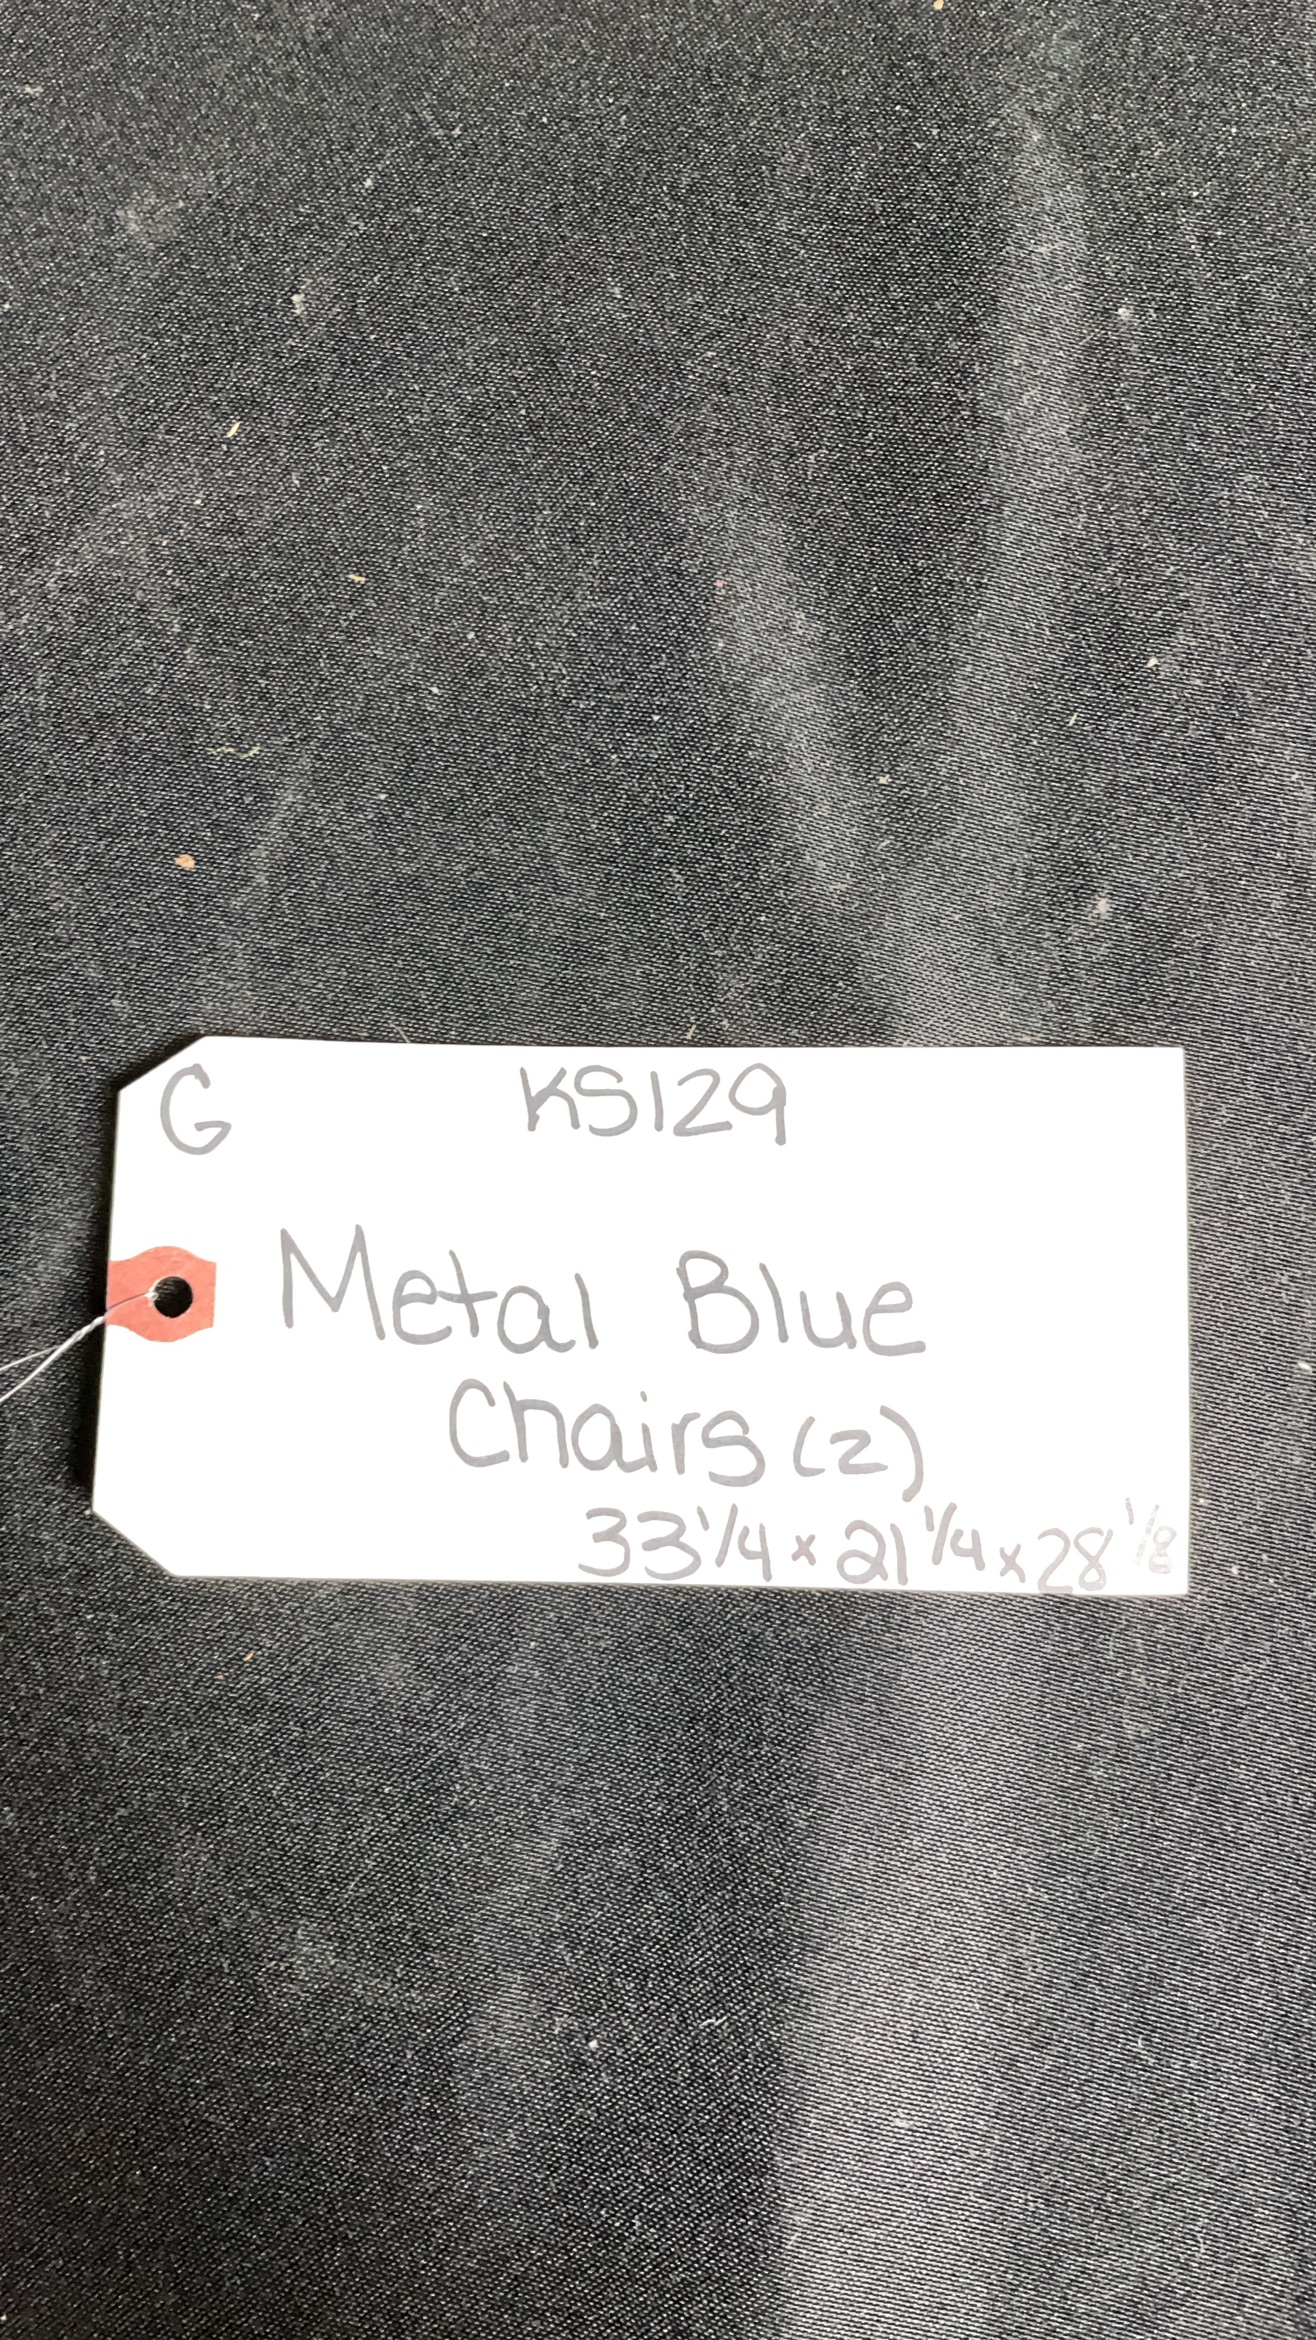 G KS129
Metal Blue
Chairs (2)
33 1/4 x 21 1/4 x 28 1/8